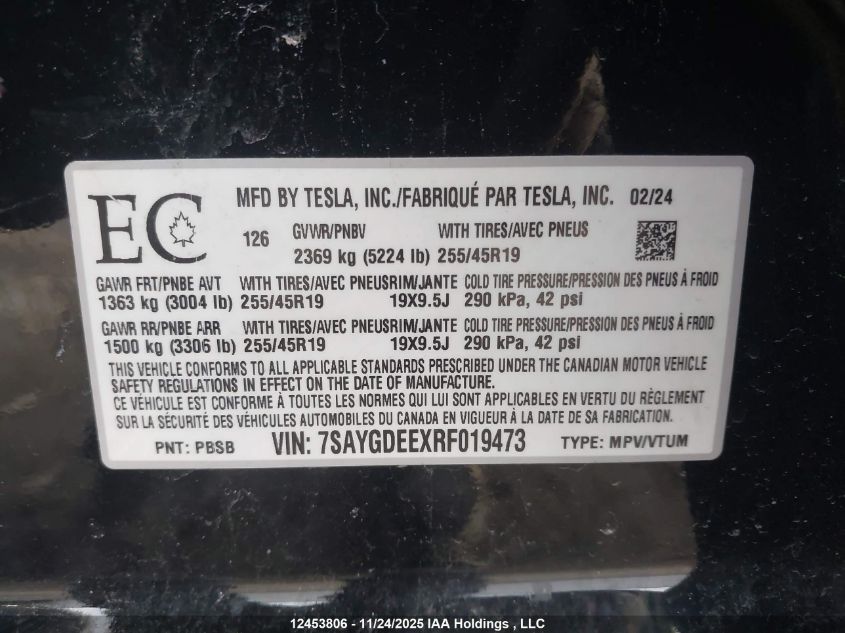 EC
MFD BY TESLA, INC./FABRIQUÉ PAR TESLA, INC. 02/24
126 GVWR/PNBV WITH TIRES/AVEC PNEUS
2369 kg (5224 lb) 255/45R19
GAWR FRT/PNBE AVT WITH TIRES/AVEC PNEUS RIM/JANTE COLD TIRE PRESSURE/PRESSION DES PNEUS À FROID
1363 kg (3004 lb) 255/45R19 19X9.5J 290 kPa, 42 psi
GAWR RR/PNBE ARR WITH TIRES/AVEC PNEUS RIM/JANTE COLD TIRE PRESSURE/PRESSION DES PNEUS À FROID
1500 kg (3306 lb) 255/45R19 19X9.5J 290 kPa, 42 psi
THIS VEHICLE CONFORMS TO ALL APPLICABLE STANDARDS PRESCRIBED UNDER THE CANADIAN MOTOR VEHICLE
SAFETY REGULATIONS IN EFFECT ON THE DATE OF MANUFACTURE.
CE VÉHICULE EST CONFORME À TOUTES LES NORMES QUI LUI SONT APPLICABLES EN VERTU DU RÈGLEMENT
SUR LA SÉCURITÉ DES VÉHICULES AUTOMOBILES DU CANADA EN VIGUEUR À LA DATE DE SA FABRICATION.
PNT: PBSB VIN: 7SAYGDEEXRF019473 TYPE: MPV/VTUM
12453806 - 11/24/2025 IAA Holdings , LLC